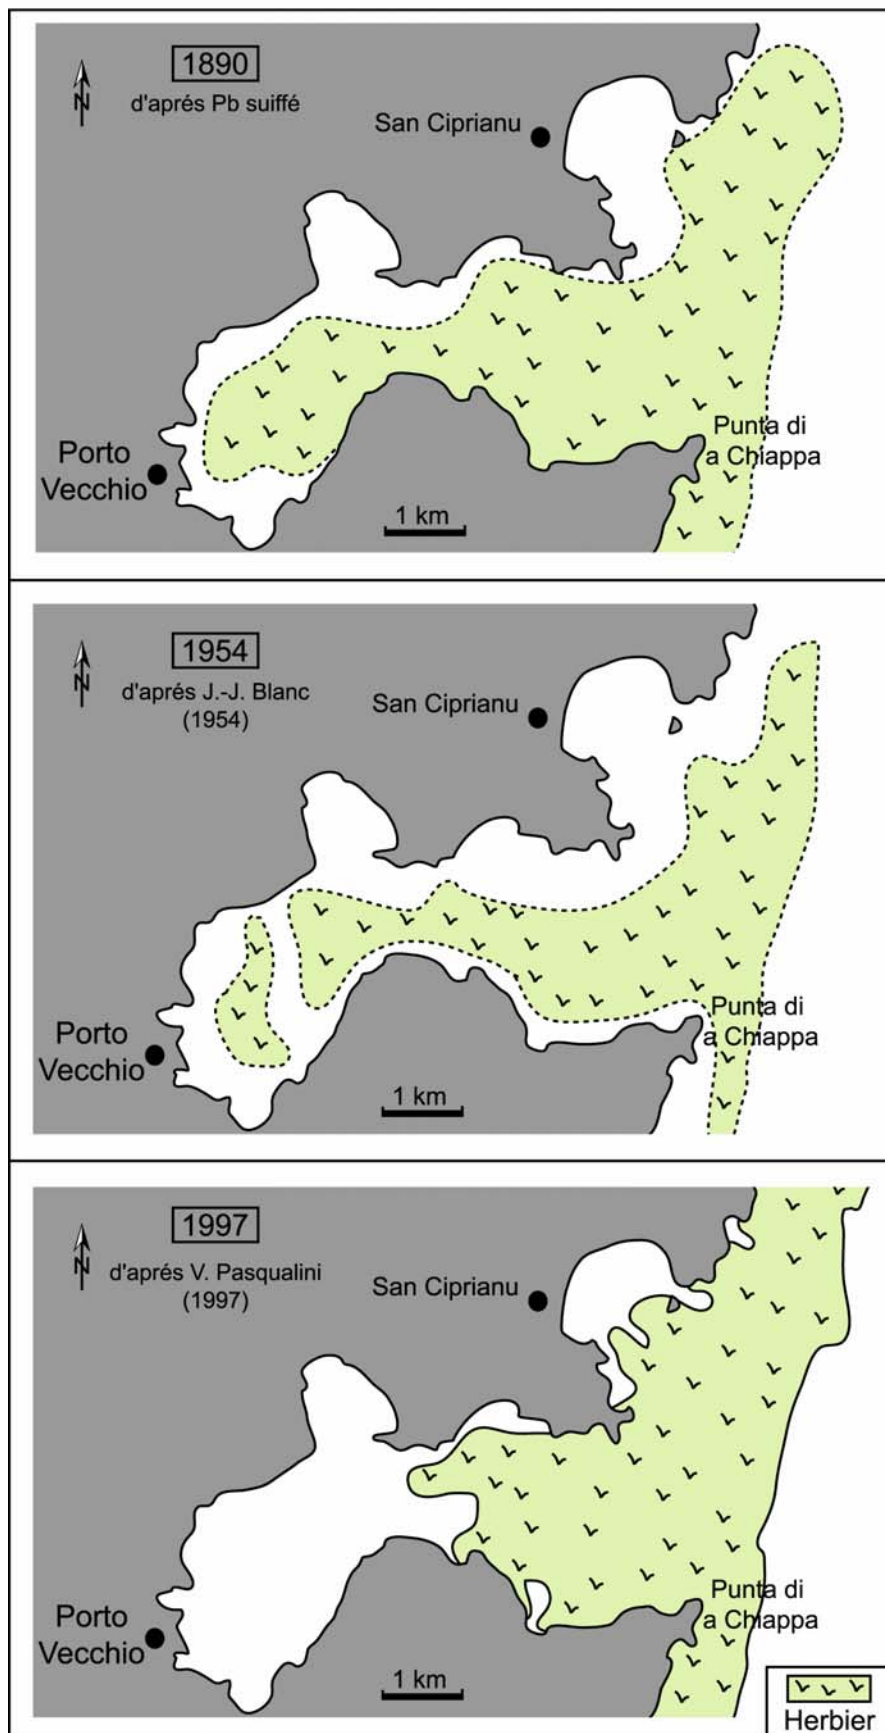 1890
d'aprés Pb suiffé
N
San Ciprianu
Punta di
a Chiappa
Porto
Vecchio
1 km
1954
d'aprés J.-J. Blanc
(1954)
N
San Ciprianu
Punta di
a Chiappa
Porto
Vecchio
1 km
1997
d'aprés V. Pasqualini
(1997)
N
San Ciprianu
Punta di
a Chiappa
Porto
Vecchio
1 km
Herbier